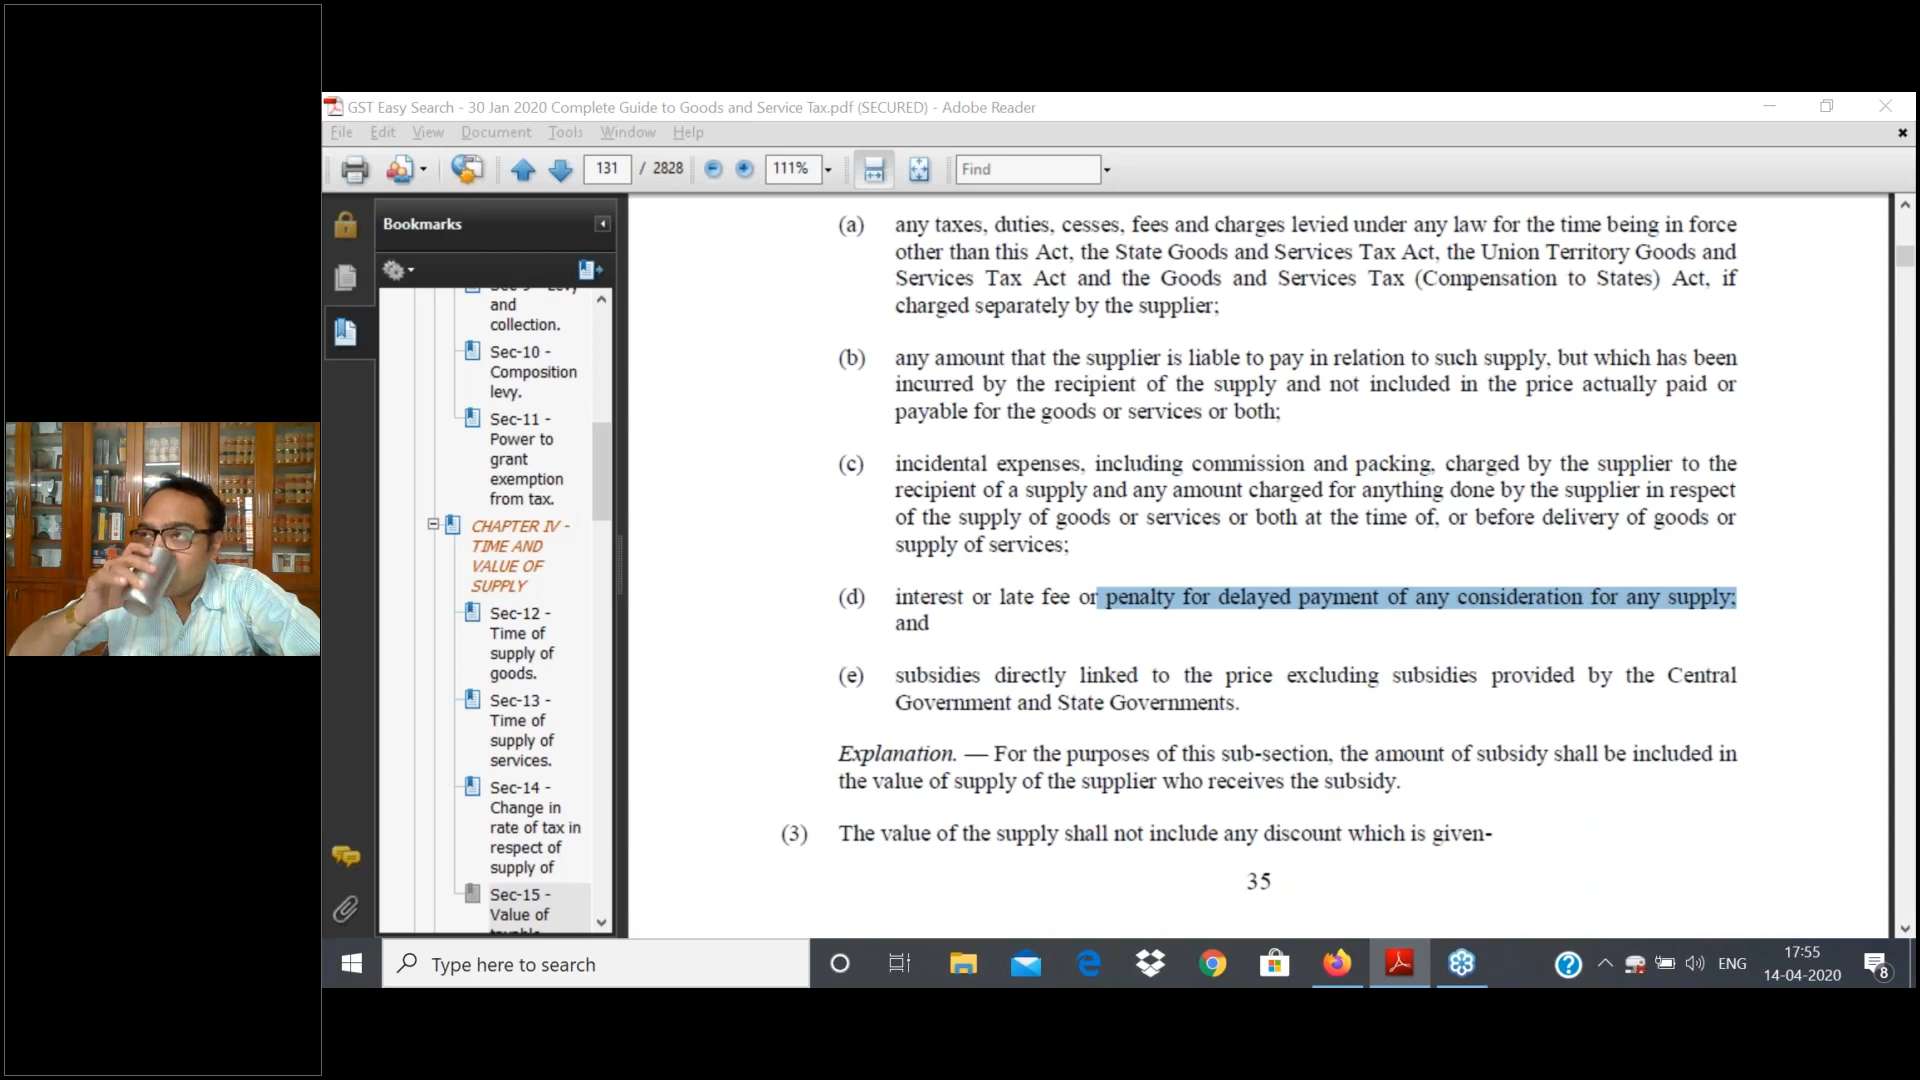 GST Easy Search - 30 Jan 2020 Complete Guide to Goods and Service Tax.pdf (SECURED) - Adobe Reader
File Edit View Document Tools Window Help
131 / 2828 111% Find
Bookmarks
Sec-9 - Levy
and
collection.
Sec-10 -
Composition
levy.
Sec-11 -
Power to
grant
exemption
from tax.
CHAPTER IV -
TIME AND
VALUE OF
SUPPLY
Sec-12 -
Time of
supply of
goods.
Sec-13 -
Time of
supply of
services.
Sec-14 -
Change in
rate of tax in
respect of
supply of
Sec-15 -
Value of
taxable
(a) any taxes, duties, cesses, fees and charges levied under any law for the time being in force
other than this Act, the State Goods and Services Tax Act, the Union Territory Goods and
Services Tax Act and the Goods and Services Tax (Compensation to States) Act, if
charged separately by the supplier;
(b) any amount that the supplier is liable to pay in relation to such supply, but which has been
incurred by the recipient of the supply and not included in the price actually paid or
payable for the goods or services or both;
(c) incidental expenses, including commission and packing, charged by the supplier to the
recipient of a supply and any amount charged for anything done by the supplier in respect
of the supply of goods or services or both at the time of, or before delivery of goods or
supply of services;
(d) interest or late fee or penalty for delayed payment of any consideration for any supply;
and
(e) subsidies directly linked to the price excluding subsidies provided by the Central
Government and State Governments.
Explanation. — For the purposes of this sub-section, the amount of subsidy shall be included in
the value of supply of the supplier who receives the subsidy.
(3) The value of the supply shall not include any discount which is given-
35
Type here to search
ENG
17:55
14-04-2020
8